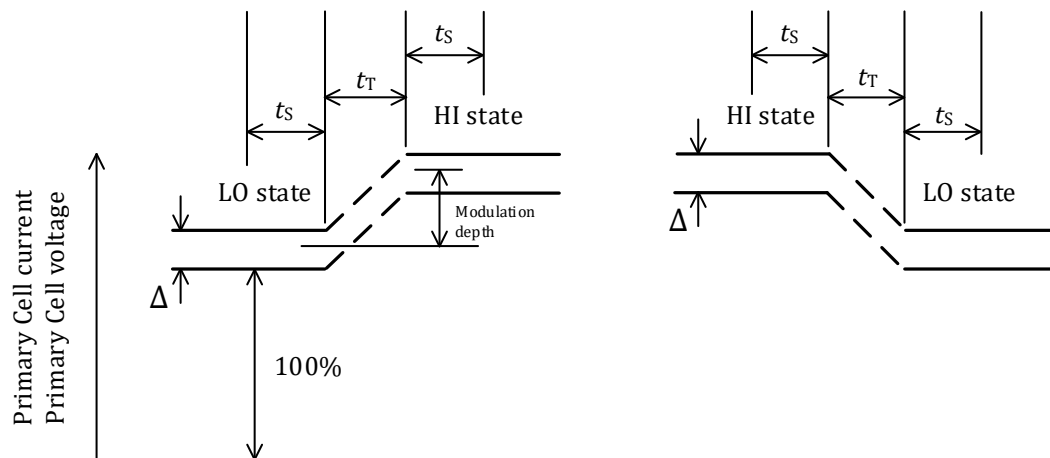 tS
tS
tT
tT
HI state
HI state
tS
tS
LO state
LO state
Modulation
depth
Δ
Δ
100%
Primary Cell current
Primary Cell voltage